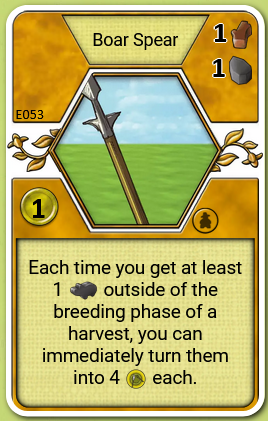 Boar Spear
1
1
E053
1
Each time you get at least
1 outside of the
breeding phase of a
harvest, you can
immediately turn them
into 4 each.